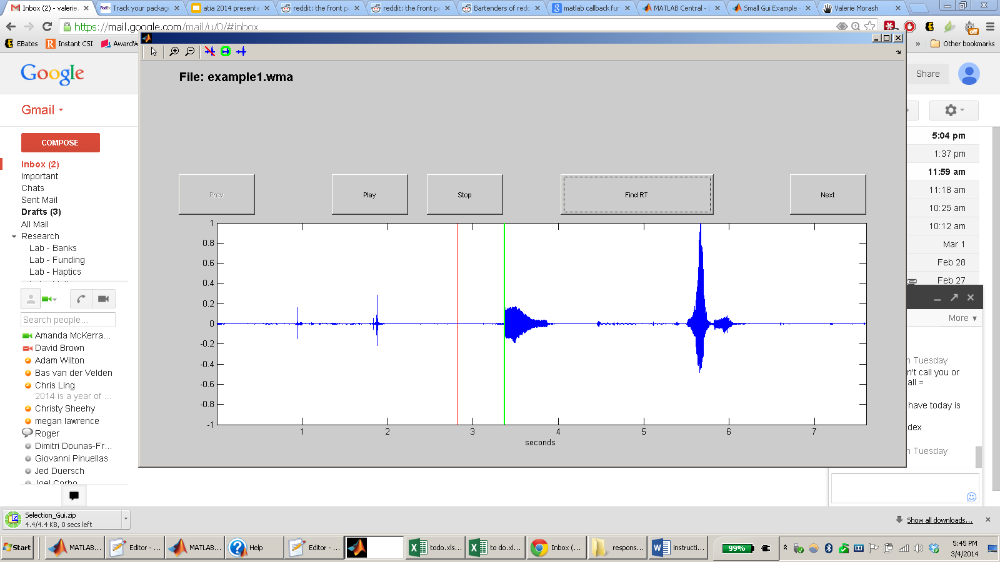 Inbox (2) - valerie.
Track your package
atia 2014 presenta
reddit: the front pa
reddit: the front pa
Bartenders of redd
matlab callback fun
MATLAB Central -
Small Gui Example -
Valerie Morash
https://mail.google.com/mail/u/0/#inbox
EBates
Instant CSI
AwardW
»
Other bookmarks
Google
Share
Gmail
COMPOSE
Inbox (2)
Important
Chats
Sent Mail
Drafts (3)
All Mail
Research
Lab - Banks
Lab - Funding
Lab - Haptics
Search people...
Amanda McKerra...
David Brown
Adam Wilton
Bas van der Velden
Chris Ling
2014 is a year of ...
Christy Sheehy
megan lawrence
Roger
Dimitri Dounas-Fr...
Giovanni Pinuellas
Jed Duersch
Joel Corbo
File: example1.wma
Prev
Play
Stop
Find RT
Next
1
0.8
0.6
0.4
0.2
0
-0.2
-0.4
-0.6
-0.8
-1
1 2 3 4 5 6 7
seconds
5:04 pm
1:37 pm
11:59 am
11:18 am
10:25 am
10:12 am
Mar 1
Feb 28
Feb 27
More
Tuesday
n't call you or
all =
have today is
dex
Tuesday
Selection_Gui.zip
4.4/4.4 KB, 0 secs left
Show all downloads...
Start
MATLAB...
Editor - ...
MATLAB...
Help
Editor - ...
todo.xls...
to do.xl...
Inbox (...
respons...
instructi...
99%
5:45 PM
3/4/2014